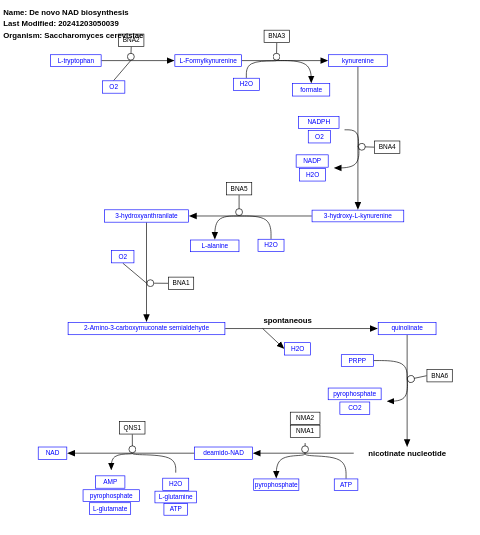 Name: De novo NAD biosynthesis
Last Modified: 20241203050039
Organism: Saccharomyces cerevisiae
BNA2
BNA3
L-tryptophan
L-Formylkynurenine
kynurenine
O2
H2O
formate
NADPH
O2
BNA4
NADP
H2O
BNA5
3-hydroxyanthranilate
3-hydroxy-L-kynurenine
L-alanine
H2O
O2
BNA1
2-Amino-3-carboxymuconate semialdehyde
spontaneous
quinolinate
H2O
PRPP
BNA6
pyrophosphate
CO2
NMA2
NMA1
QNS1
NAD
deamido-NAD
nicotinate nucleotide
AMP
pyrophosphate
L-glutamate
H2O
L-glutamine
ATP
pyrophosphate
ATP